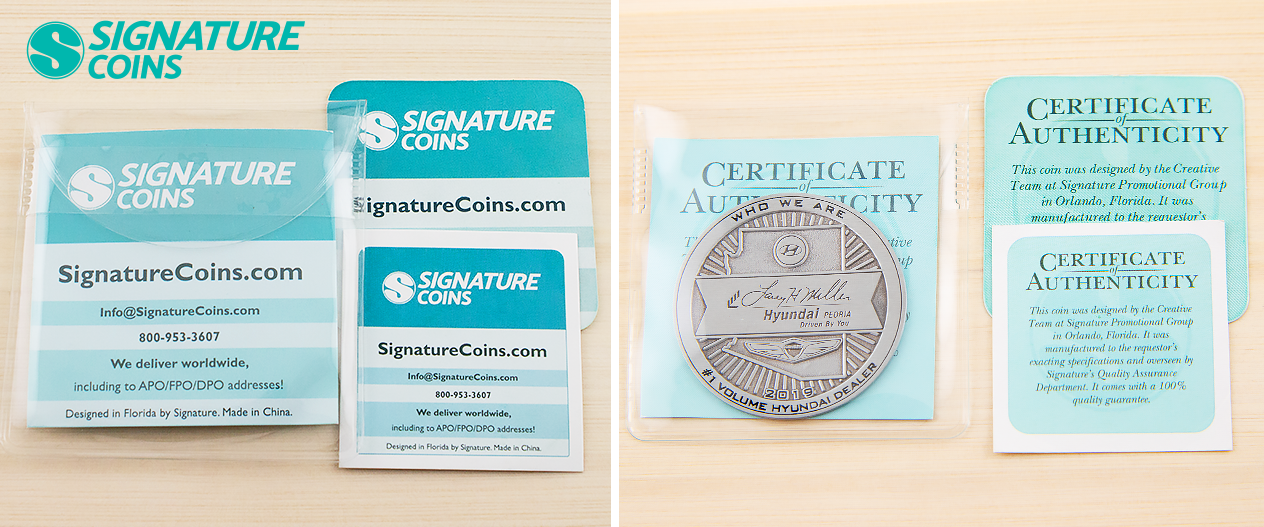 SIGNATURE
COINS
SIGNATURE
COINS
SignatureCoins.com
Info@SignatureCoins.com
800-953-3607
We deliver worldwide,
including to APO/FPO/DPO addresses!
Designed in Florida by Signature. Made in China.
SIGNATURE
COINS
ignatureCoins.com
SIGNATURE
COINS
SignatureCoins.com
Info@SignatureCoins.com
800-953-3607
We deliver worldwide,
including to APO/FPO/DPO addresses!
Designed in Florida by Signature. Made in China.
CERTIFICATE
of
AUTHENTICITY
WHO WE ARE
Larry H. Miller
Hyundai PEORIA
Driven By You
2019
#1 VOLUME HYUNDAI DEALER
CERTIFICATE
of
AUTHENTICITY
This coin was designed by the Creative
Team at Signature Promotional Group
in Orlando, Florida. It was
manufactured to the requestor's
CERTIFICATE
of
AUTHENTICITY
This coin was designed by the Creative
Team at Signature Promotional Group
in Orlando, Florida. It was
manufactured to the requestor's
exacting specifications and overseen by
Signature's Quality Assurance
Department. It comes with a 100%
quality guarantee.